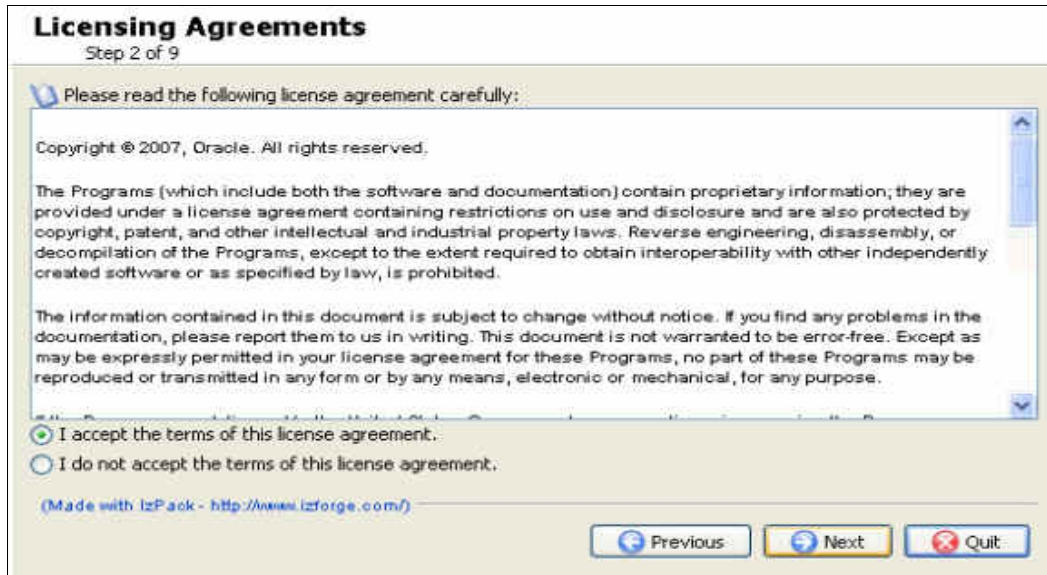 Licensing Agreements
Step 2 of 9
Please read the following license agreement carefully:
Copyright © 2007, Oracle. All rights reserved.
The Programs (which include both the software and documentation) contain proprietary information; they are
provided under a license agreement containing restrictions on use and disclosure and are also protected by
copyright, patent, and other intellectual and industrial property laws. Reverse engineering, disassembly, or
decompilation of the Programs, except to the extent required to obtain interoperability with other independently
created software or as specified by law, is prohibited.
The information contained in this document is subject to change without notice. If you find any problems in the
documentation, please report them to us in writing. This document is not warranted to be error-free. Except as
may be expressly permitted in your license agreement for these Programs, no part of these Programs may be
reproduced or transmitted in any form or by any means, electronic or mechanical, for any purpose.
I accept the terms of this license agreement.
I do not accept the terms of this license agreement.
(Made with IzPack - http://www.izforge.com/)
Previous
Next
Quit